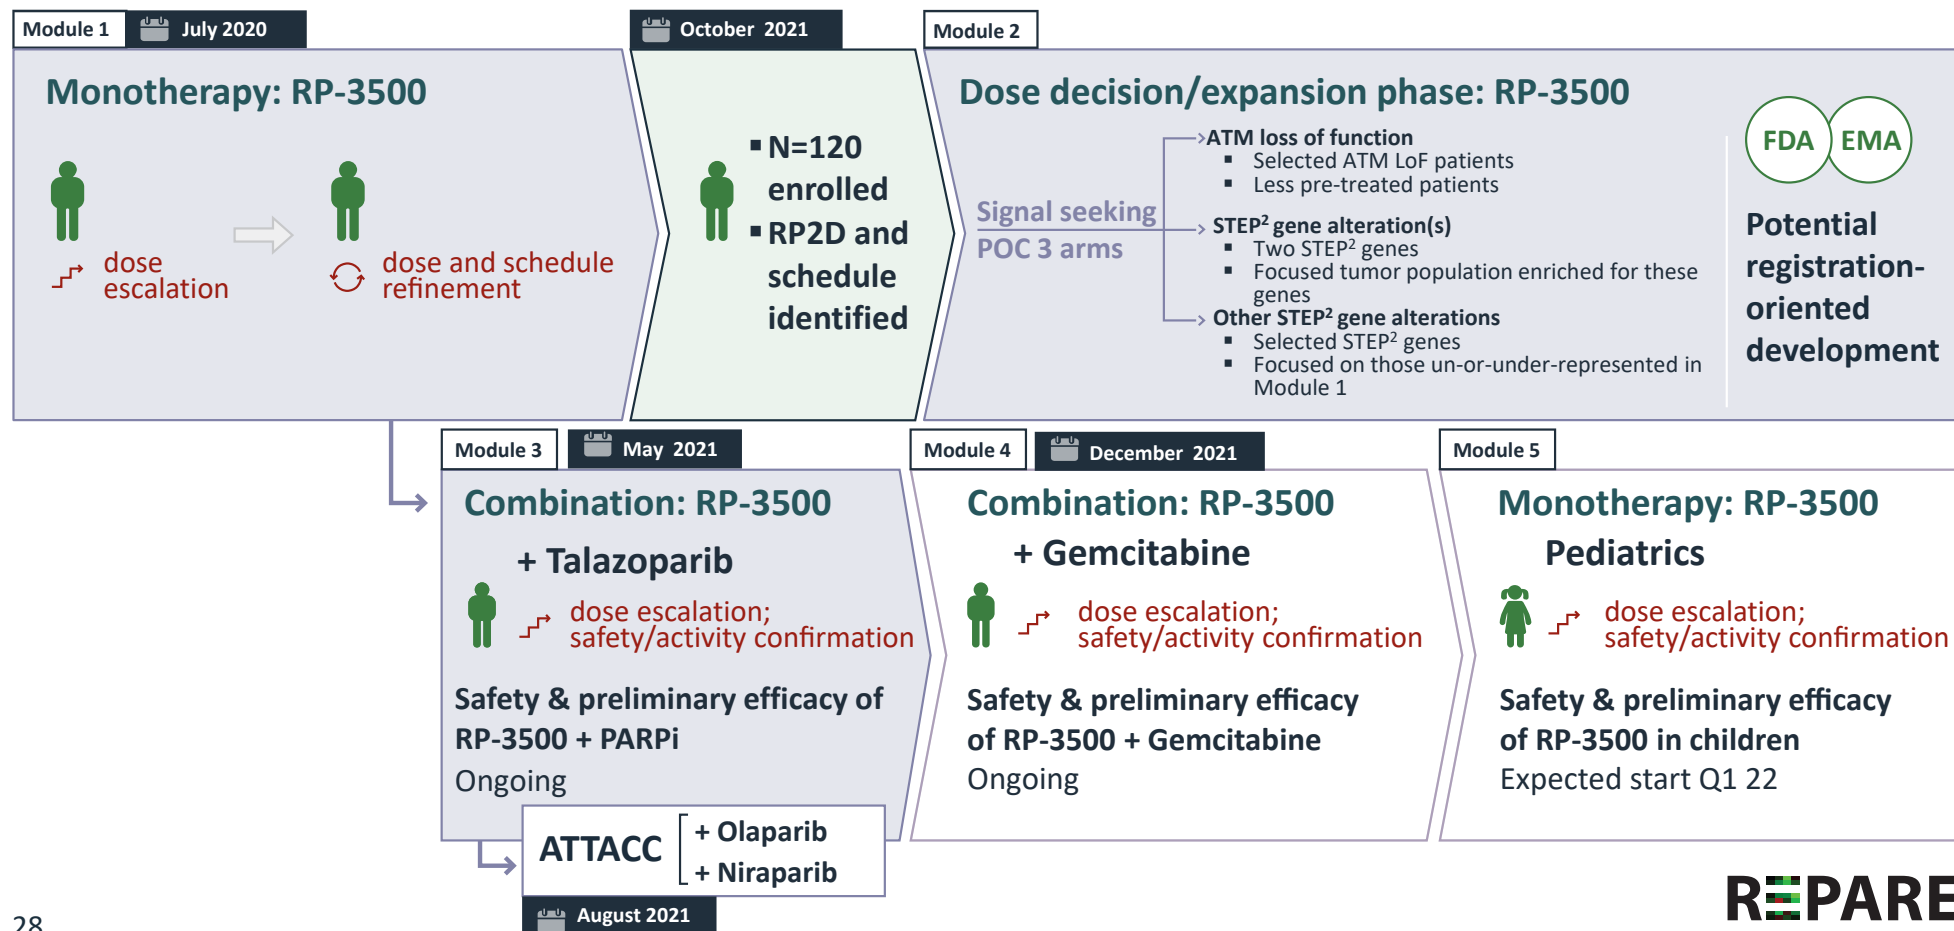 Module 1
July 2020
Monotherapy: RP-3500
dose
escalation
dose and schedule
refinement
October 2021
▪ N=120
enrolled
▪ RP2D and
schedule
identified
Module 2
Dose decision/expansion phase: RP-3500
Signal seeking
POC 3 arms
ATM loss of function
▪ Selected ATM LoF patients
▪ Less pre-treated patients
STEP² gene alteration(s)
▪ Two STEP² genes
▪ Focused tumor population enriched for these
genes
Other STEP² gene alterations
▪ Selected STEP² genes
▪ Focused on those un-or-under-represented in
Module 1
FDA EMA
Potential
registration-
oriented
development
Module 3
May 2021
Combination: RP-3500
+ Talazoparib
dose escalation;
safety/activity confirmation
Safety & preliminary efficacy of
RP-3500 + PARPi
Ongoing
ATTACC
+ Olaparib
+ Niraparib
August 2021
Module 4
December 2021
Combination: RP-3500
+ Gemcitabine
dose escalation;
safety/activity confirmation
Safety & preliminary efficacy
of RP-3500 + Gemcitabine
Ongoing
Module 5
Monotherapy: RP-3500
Pediatrics
dose escalation;
safety/activity confirmation
Safety & preliminary efficacy
of RP-3500 in children
Expected start Q1 22
REPARE
28